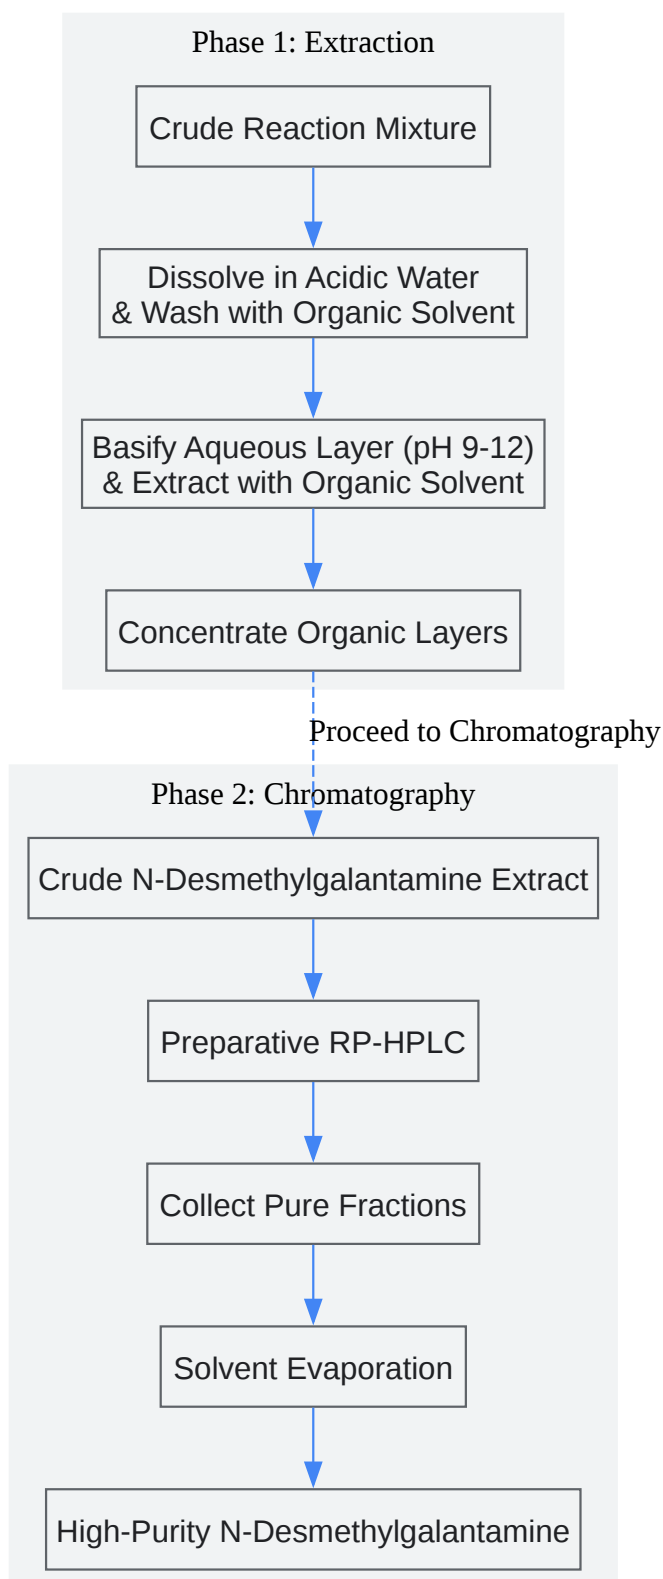 Phase 1: Extraction
Crude Reaction Mixture
Dissolve in Acidic Water
& Wash with Organic Solvent
Basify Aqueous Layer (pH 9-12)
& Extract with Organic Solvent
Concentrate Organic Layers
Proceed to Chromatography
Phase 2: Chromatography
Crude N-Desmethylgalantamine Extract
Preparative RP-HPLC
Collect Pure Fractions
Solvent Evaporation
High-Purity N-Desmethylgalantamine